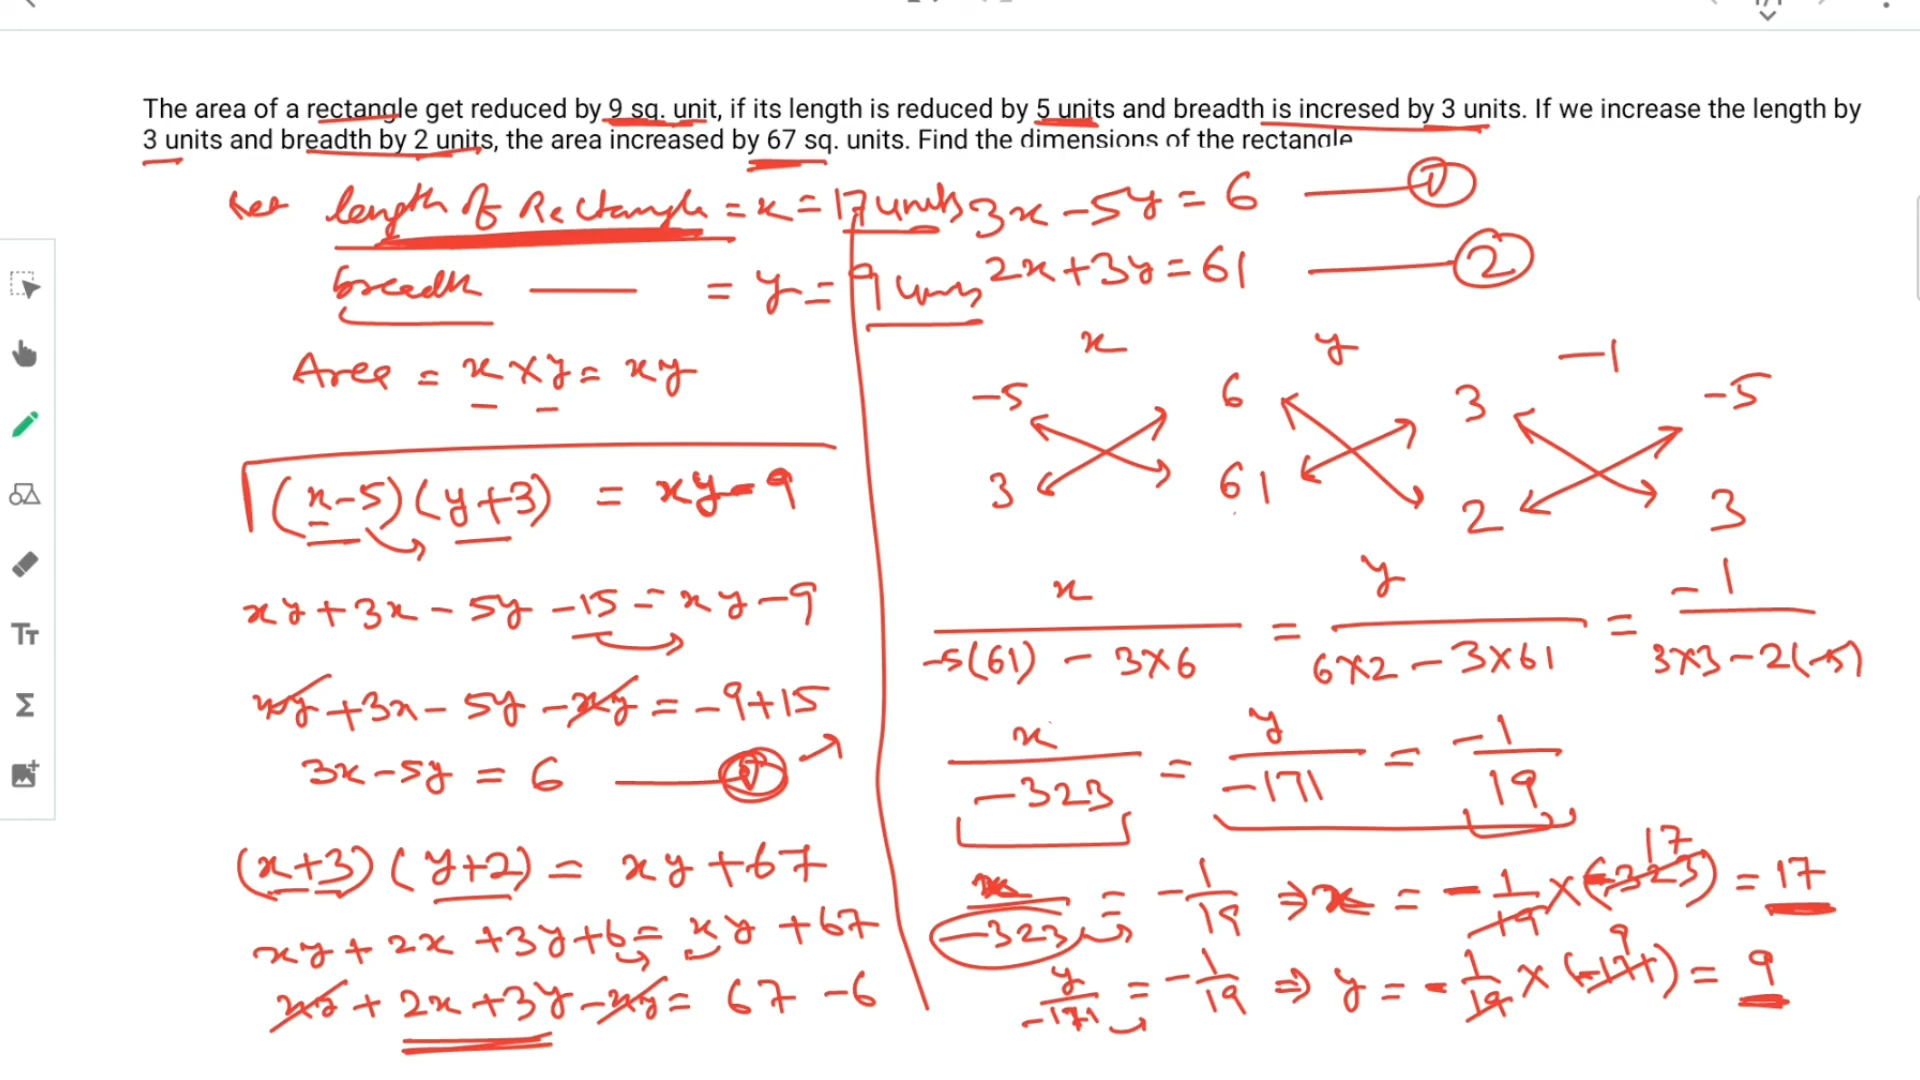 The area of a rectangle get reduced by 9 sq. unit, if its length is reduced by 5 units and breadth is incresed by 3 units. If we increase the length by
3 units and breadth by 2 units, the area increased by 67 sq. units. Find the dimensions of the rectangle
Let length of Rectangle = x = 17 units
breadth —— = y = 9 units
Area = x × y = xy
(x-5)(y+3) = xy-9
xy + 3x - 5y - 15 = xy - 9
xy + 3x - 5y - xy = -9+15
3x - 5y = 6 —— ①
(x+3)(y+2) = xy + 67
xy + 2x + 3y + 6 = xy + 67
xy + 2x + 3y - xy = 67 - 6
3x - 5y = 6 —— ①
2x + 3y = 61 —— ②
x y -1
-5 6 3 -5
3 61 2 3
x / -5(61) - 3×6 = y / 6×2 - 3×61 = -1 / 3×3 - 2(-5)
x / -323 = y / -171 = -1 / 19
x / -323 = -1/19 ⇒ x = -1/19 × (-323) 17 = 17
y / -171 = -1/19 ⇒ y = -1/19 × (-171) 9 = 9
Tт
Σ